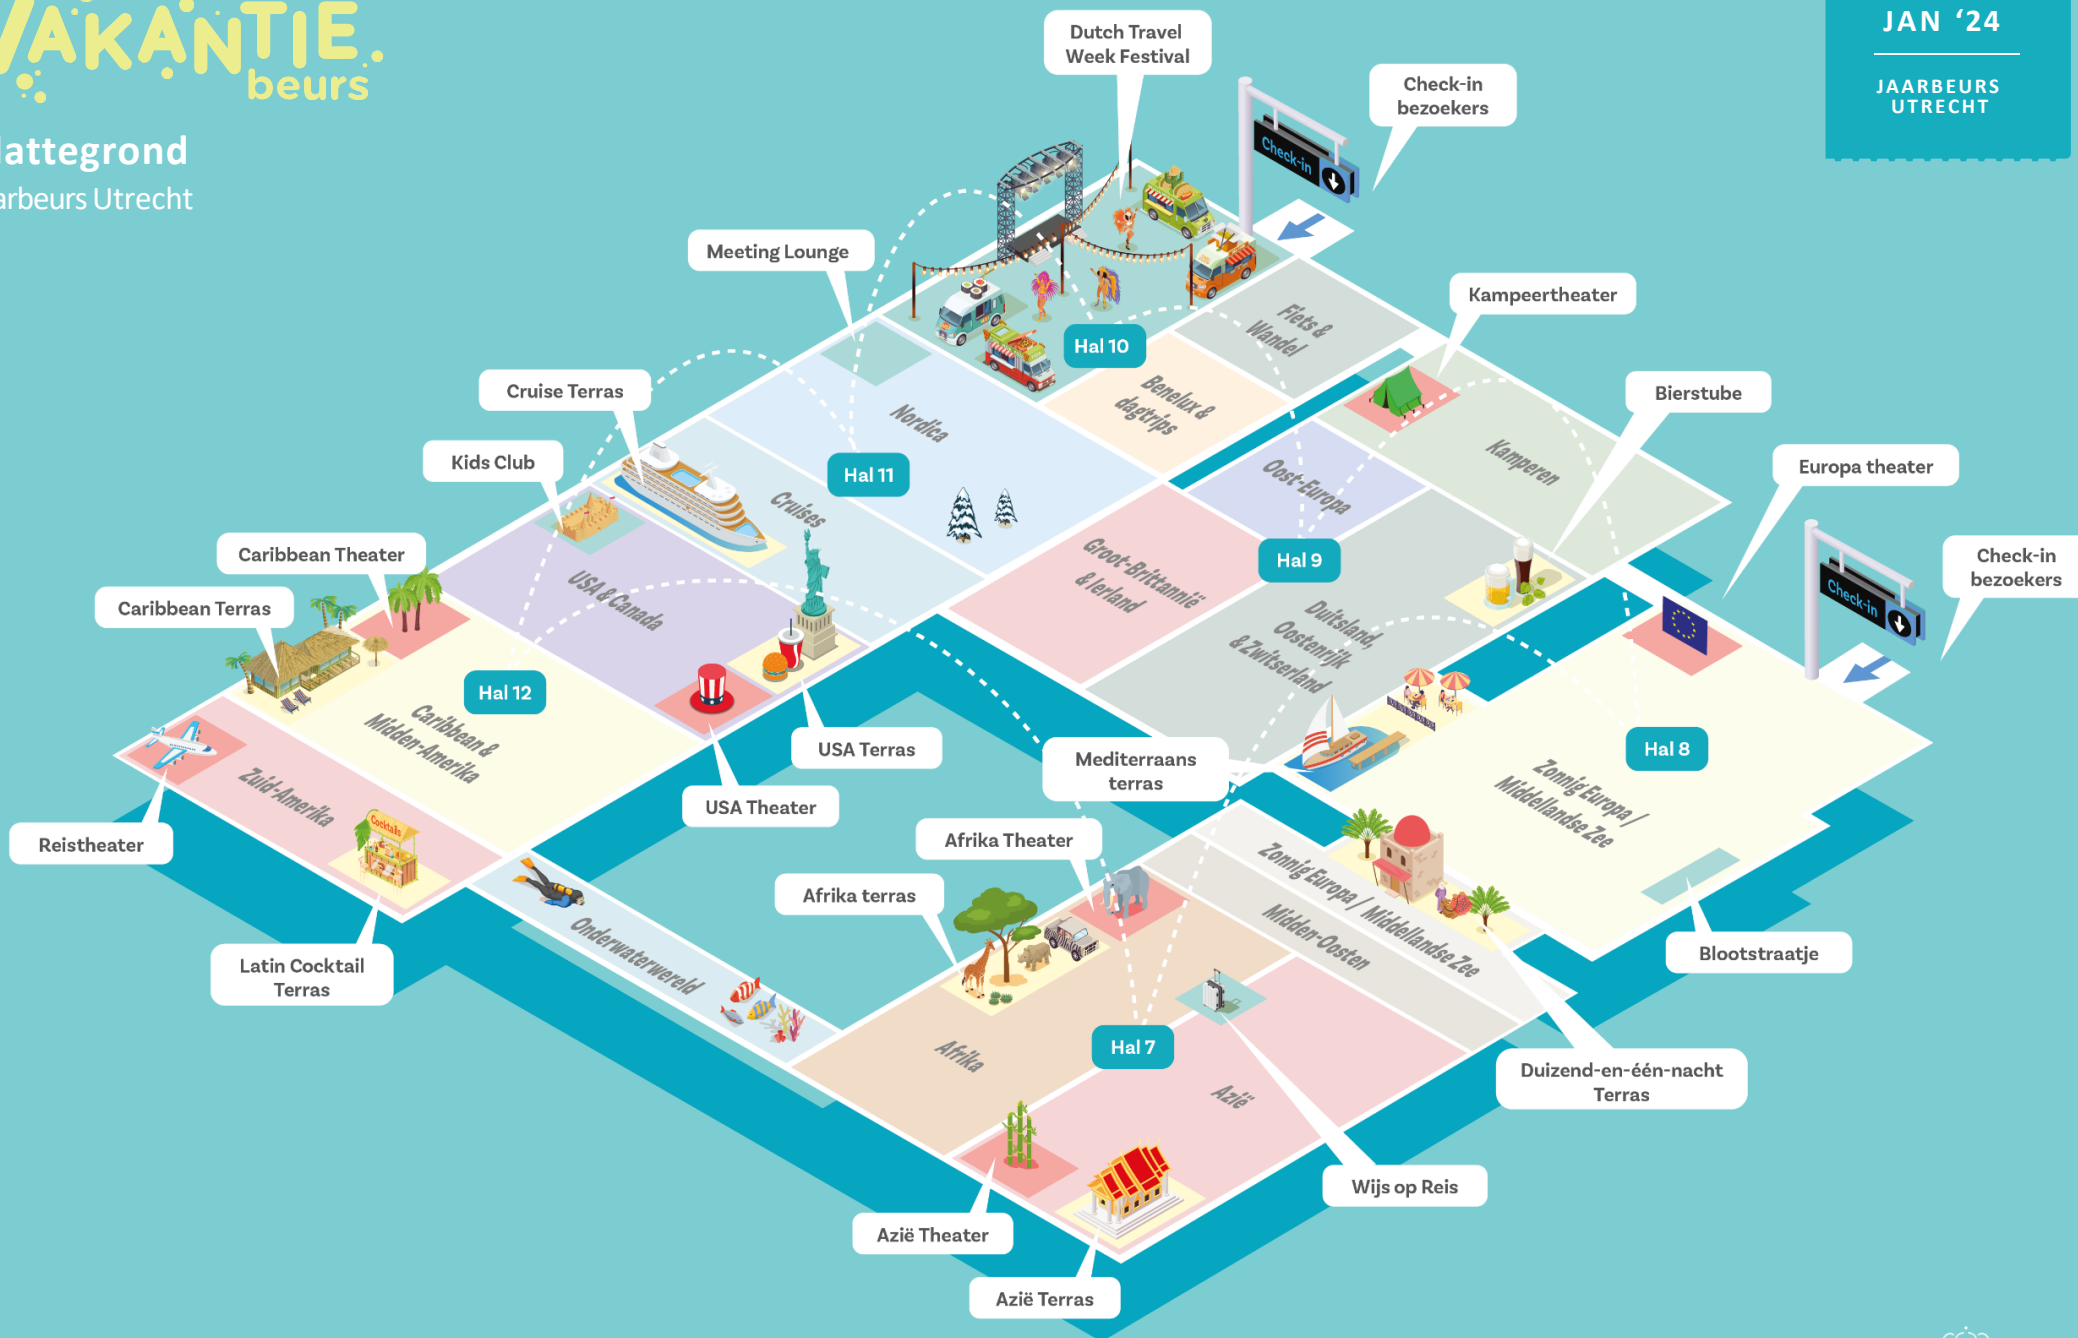 VAKANTIE
beurs
lattegrond
arbeurs Utrecht
JAN ‘24
JAARBEURS
UTRECHT
Dutch Travel
Week Festival
Check-in
bezoekers
Check-in
Meeting Lounge
Kampeertheater
Fiets &
Wandel
Hal 10
Cruise Terras
Benelux &
dagtrips
Bierstube
Nordica
Kamperen
Kids Club
Hal 11
Oost-Europa
Europa theater
Cruises
Caribbean Theater
Hal 9
Check-in
bezoekers
Check-in
Caribbean Terras
USA & Canada
Groot-Brittannië
& Ierland
Duitsland,
Oostenrijk
& Zwitserland
Hal 12
Caribbean &
Midden-Amerika
USA Terras
Mediterraans
terras
Hal 8
Zuid-Amerika
USA Theater
Zonnig Europa /
Middellandse Zee
Reistheater
Cocktails
Afrika Theater
Zonnig Europa / Middellandse Zee
Afrika terras
Onderwaterwereld
Midden-Oosten
Blootstraatje
Latin Cocktail
Terras
Hal 7
Afrika
Azië
Duizend-en-één-nacht
Terras
Wijs op Reis
Azië Theater
Azië Terras